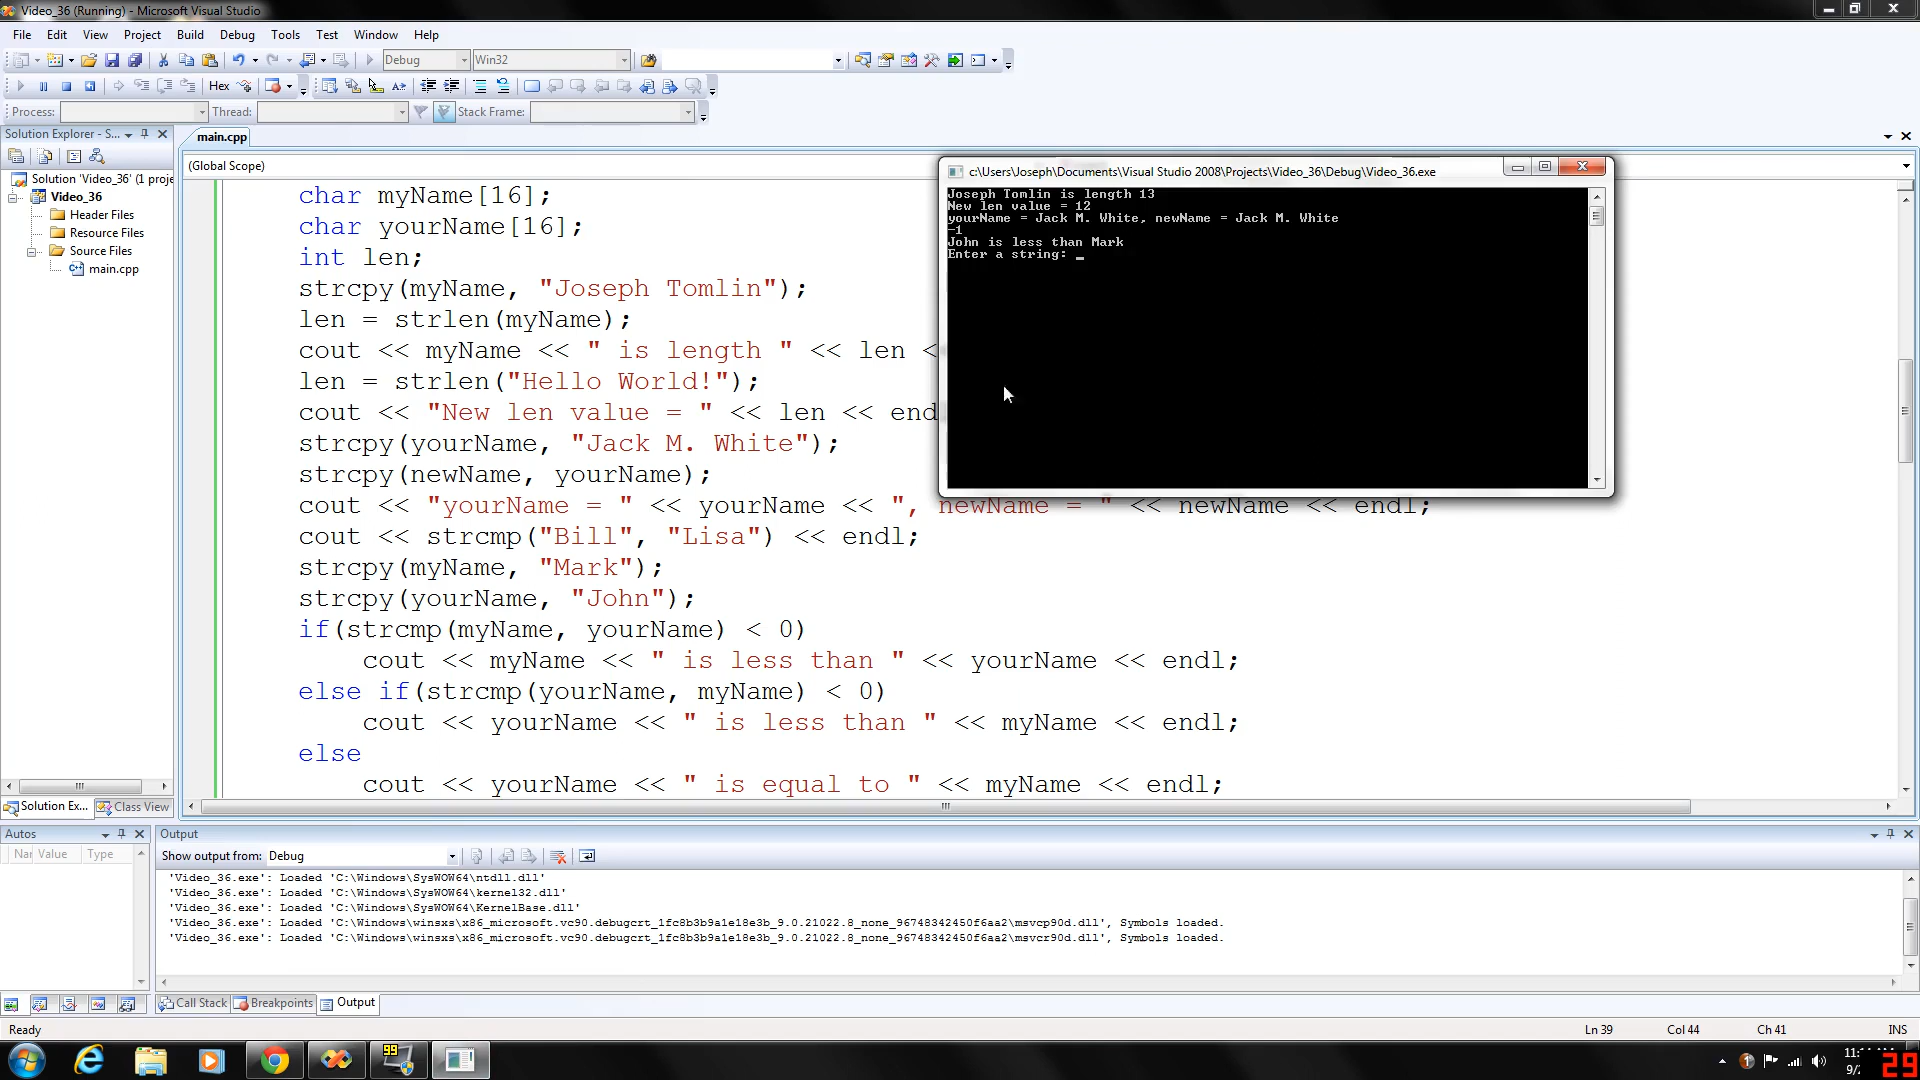 Video_36 (Running) - Microsoft Visual Studio
File Edit View Project Build Debug Tools Test Window Help
Debug Win32
Hex
Process: Thread: Stack Frame:
Solution Explorer - S...
main.cpp
(Global Scope)
Solution 'Video_36' (1 proje
Video_36
Header Files
Resource Files
Source Files
main.cpp
char myName[16];
char yourName[16];
int len;
strcpy(myName, "Joseph Tomlin");
len = strlen(myName);
cout << myName << " is length " << len <
len = strlen("Hello World!");
cout << "New len value = " << len << end
strcpy(yourName, "Jack M. White");
strcpy(newName, yourName);
cout << "yourName = " << yourName << ", newName = " << newName << endl;
cout << strcmp("Bill", "Lisa") << endl;
strcpy(myName, "Mark");
strcpy(yourName, "John");
if(strcmp(myName, yourName) < 0)
cout << myName << " is less than " << yourName << endl;
else if(strcmp(yourName, myName) < 0)
cout << yourName << " is less than " << myName << endl;
else
cout << yourName << " is equal to " << myName << endl;
c:\Users\Joseph\Documents\Visual Studio 2008\Projects\Video_36\Debug\Video_36.exe
Joseph Tomlin is length 13
New len value = 12
yourName = Jack M. White, newName = Jack M. White
-1
John is less than Mark
Enter a string: _
Solution Ex... Class View
Autos
Nar Value Type
Output
Show output from: Debug
'Video_36.exe': Loaded 'C:\Windows\SysWOW64\ntdll.dll'
'Video_36.exe': Loaded 'C:\Windows\SysWOW64\kernel32.dll'
'Video_36.exe': Loaded 'C:\Windows\SysWOW64\KernelBase.dll'
'Video_36.exe': Loaded 'C:\Windows\winsxs\x86_microsoft.vc90.debugcrt_1fc8b3b9a1e18e3b_9.0.21022.8_none_96748342450f6aa2\msvcp90d.dll', Symbols loaded.
'Video_36.exe': Loaded 'C:\Windows\winsxs\x86_microsoft.vc90.debugcrt_1fc8b3b9a1e18e3b_9.0.21022.8_none_96748342450f6aa2\msvcr90d.dll', Symbols loaded.
Call Stack Breakpoints Output
Ready Ln 39 Col 44 Ch 41 INS
99
29